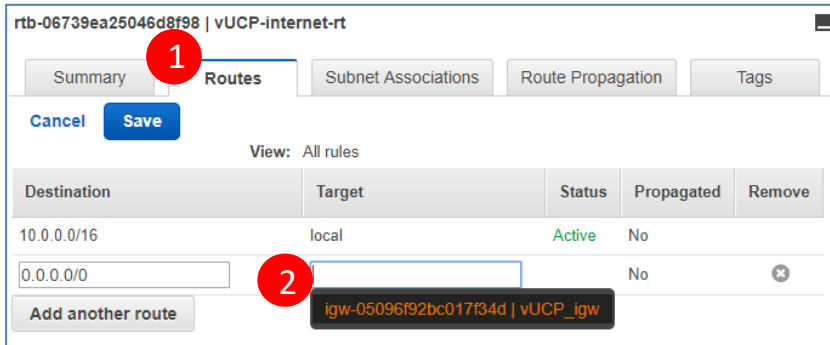 rtb-06739ea25046d8f98 | vUCP-internet-rt
1
Summary Routes Subnet Associations Route Propagation Tags
Cancel Save
View: All rules
Destination Target Status Propagated Remove
10.0.0.0/16 local Active No
0.0.0.0/0 No
2
igw-05096f92bc017f34d | vUCP_igw
Add another route